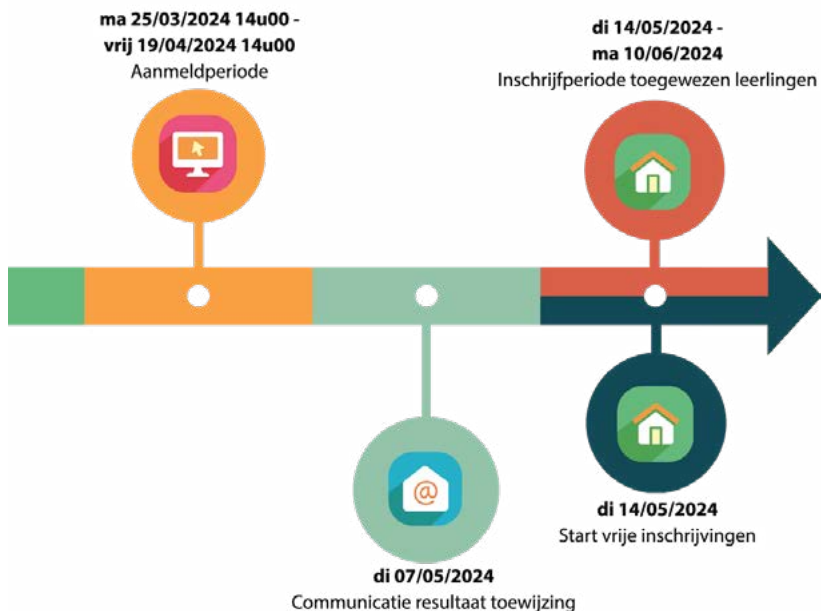 ma 25/03/2024 14u00 -
vrij 19/04/2024 14u00
Aanmeldperiode
di 14/05/2024 -
ma 10/06/2024
Inschrijfperiode toegewezen leerlingen
@
di 07/05/2024
Communicatie resultaat toewijzing
di 14/05/2024
Start vrije inschrijvingen